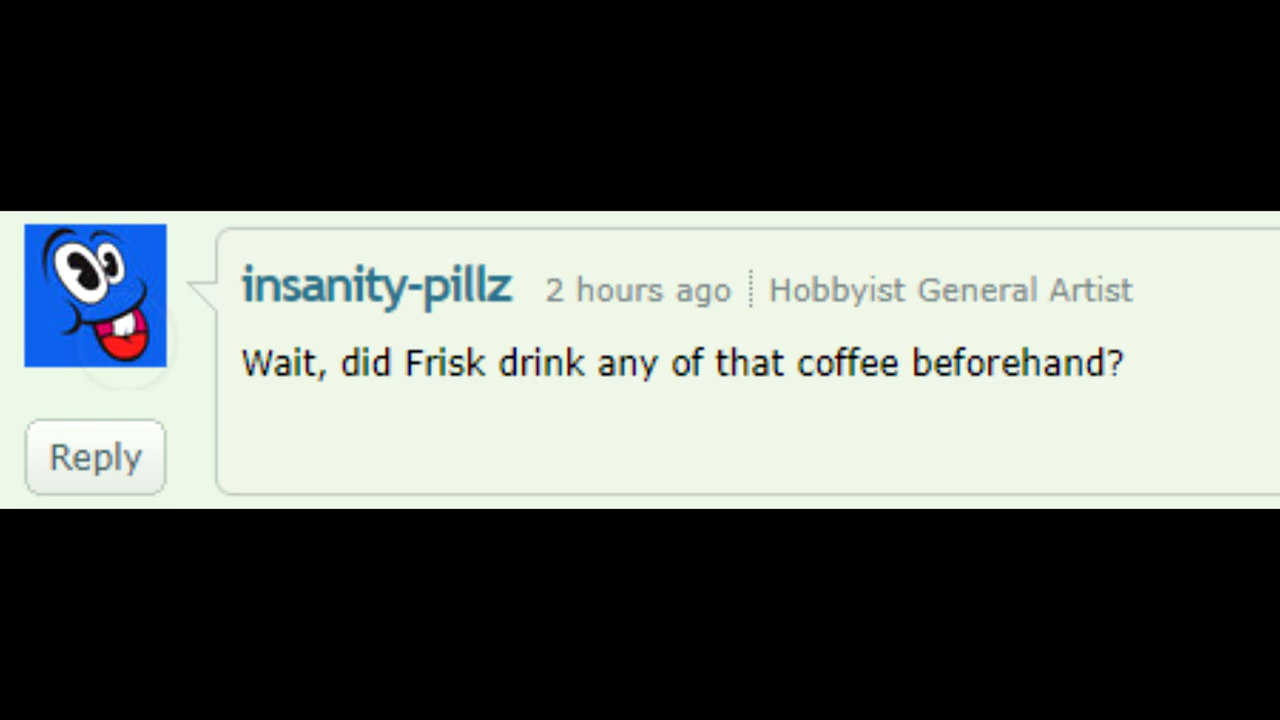 insanity-pillz 2 hours ago Hobbyist General Artist
Wait, did Frisk drink any of that coffee beforehand?
Reply